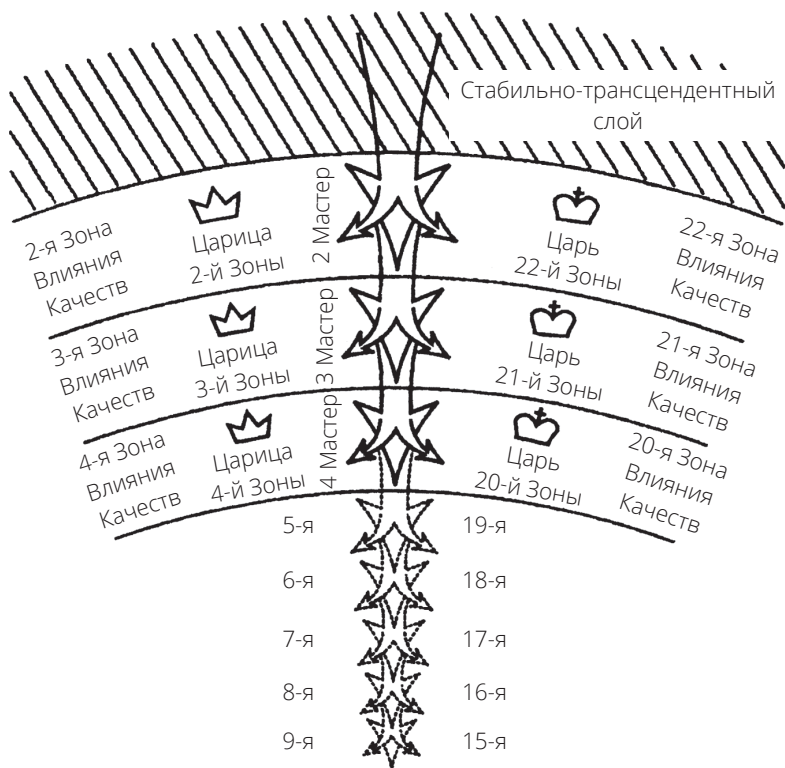 Стабильно-трансцендентный
слой
2-я Зона
Влияния
Качеств
Царица
2-й Зоны
2 Мастер
Царь
22-й Зоны
22-я Зона
Влияния
Качеств
3-я Зона
Влияния
Качеств
Царица
3-й Зоны
3 Мастер
Царь
21-й Зоны
21-я Зона
Влияния
Качеств
4-я Зона
Влияния
Качеств
Царица
4-й Зоны
4 Мастер
Царь
20-й Зоны
20-я Зона
Влияния
Качеств
5-я
19-я
6-я
18-я
7-я
17-я
8-я
16-я
9-я
15-я